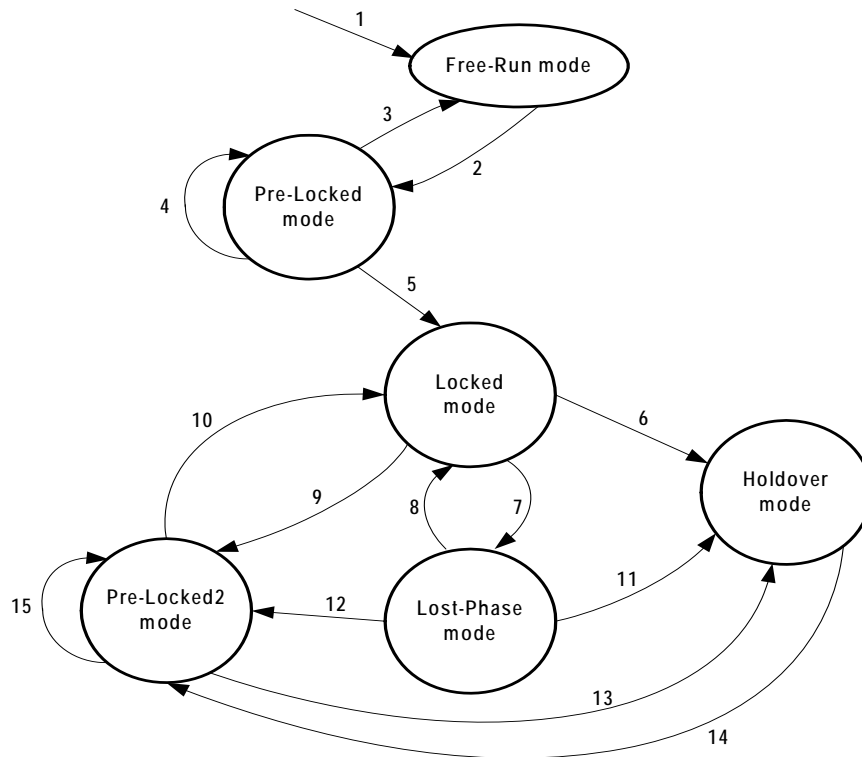 1
Free-Run mode
3
2
Pre-Locked
mode
4
5
Locked
mode
10
6
Holdover
mode
9
8
7
11
Pre-Locked2
mode
15
12
Lost-Phase
mode
13
14